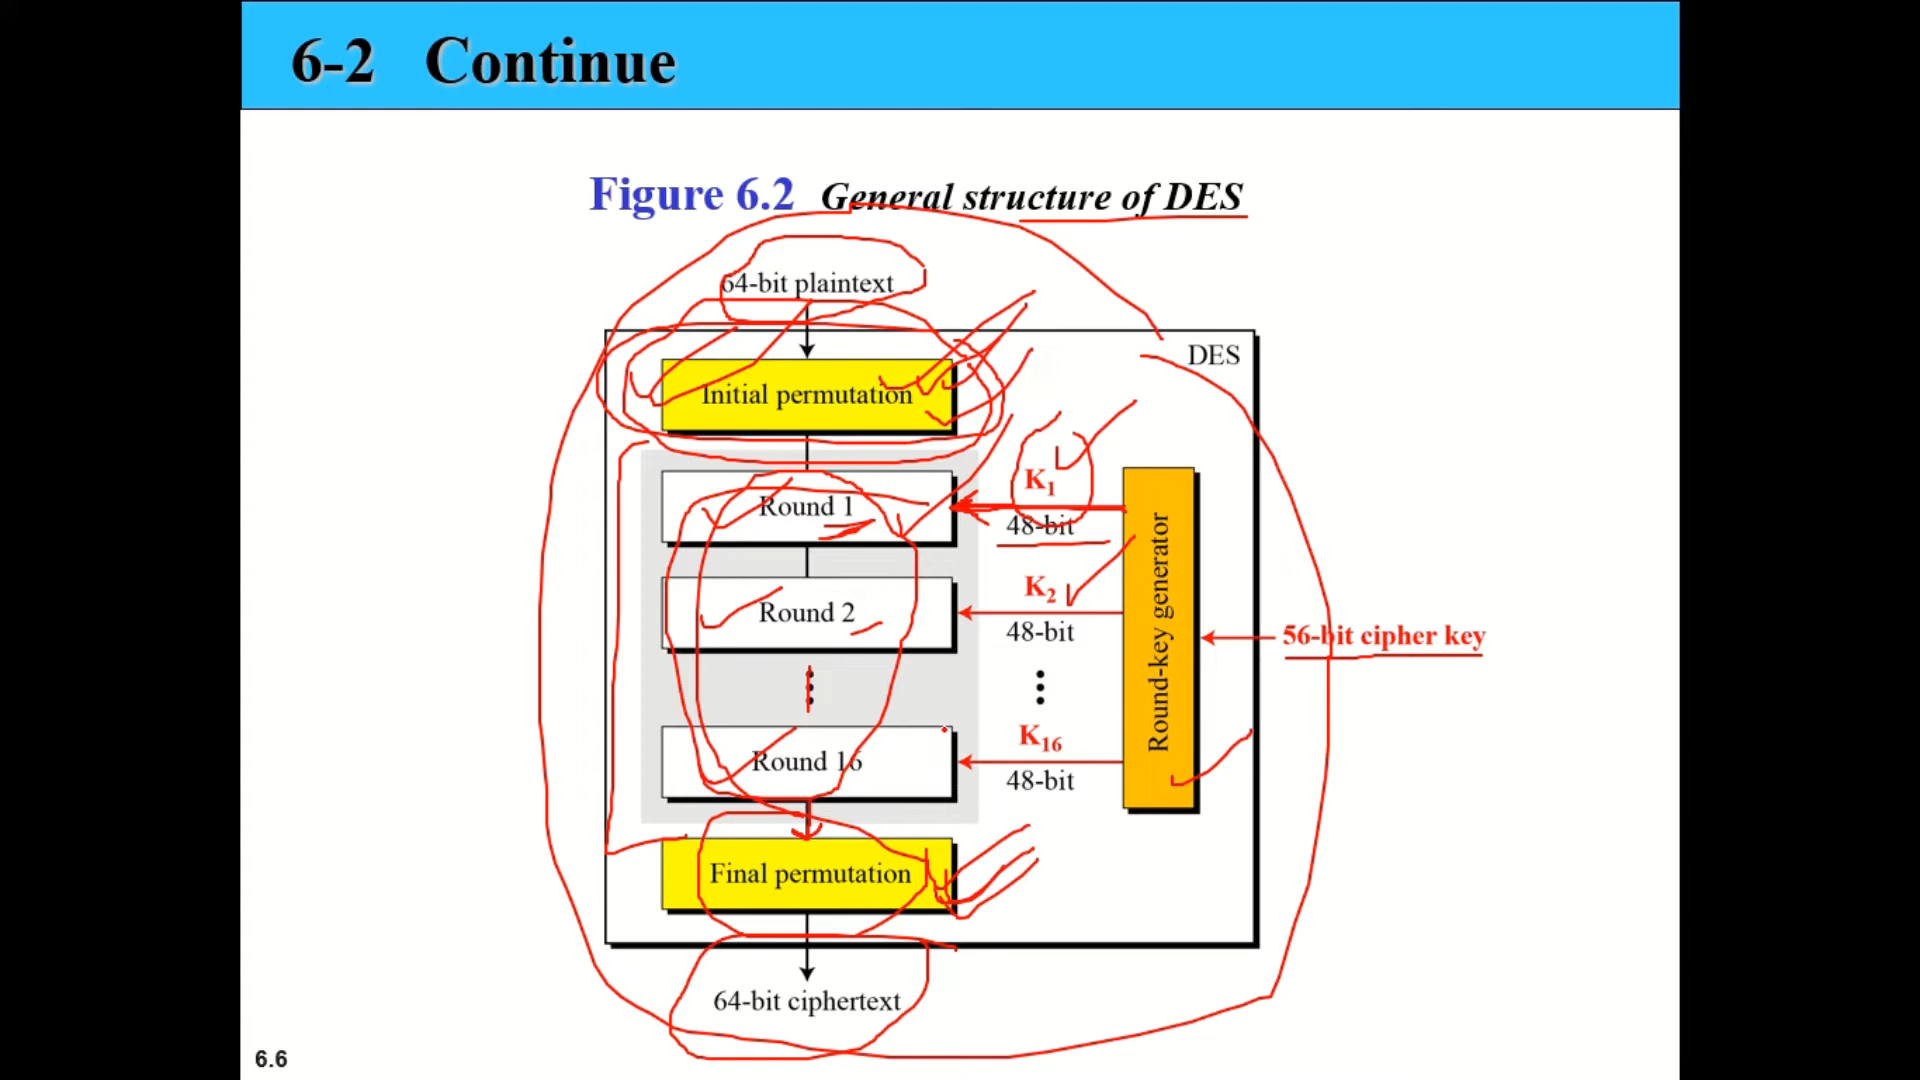 6-2 Continue
Figure 6.2 General structure of DES
64-bit plaintext
DES
Initial permutation
Round 1
K1
48-bit
Round 2
K2
48-bit
Round-key generator
56-bit cipher key
Round 16
K16
48-bit
Final permutation
64-bit ciphertext
6.6